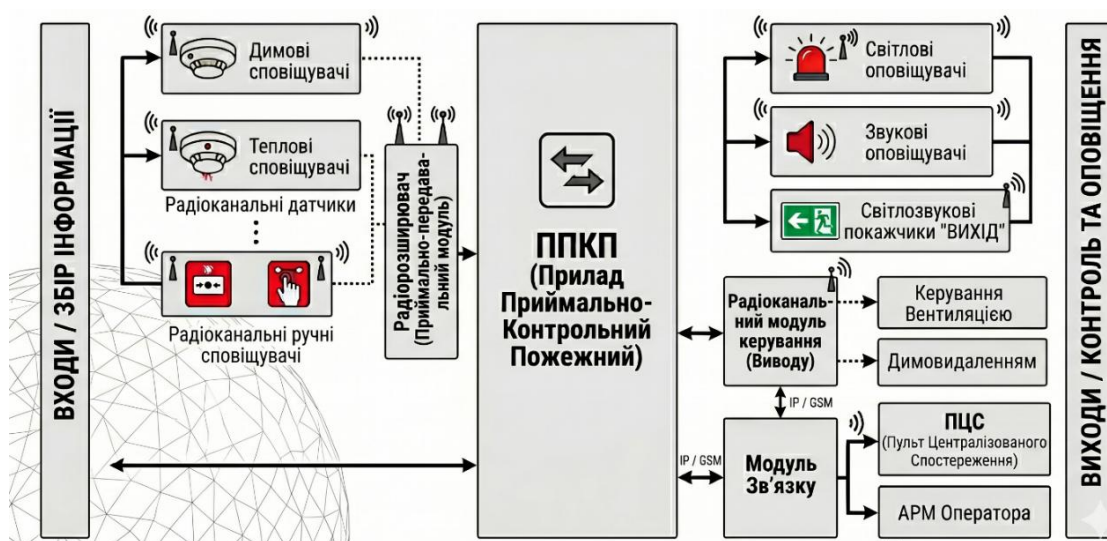 ВХОДИ / ЗБІР ІНФОРМАЦІЇ
Димові
сповіщувачі
Теплові
сповіщувачі
Радіоканальні датчики
Радіоканальні ручні
сповіщувачі
Радіорозширювач
(Приймально-передава-
льний модуль)
ППКП
(Прилад
Приймально-
Контрольний
Пожежний)
Світлові
оповіщувачі
Звукові
оповіщувачі
Світлозвукові
покажчики "ВИХІД"
Радіоканаль-
ний модуль
керування
(Виводу)
Керування
Вентиляцією
Димовидаленням
IP / GSM
IP / GSM
Модуль
Зв'язку
ПЦС
(Пульт Централізованого
Спостереження)
АРМ Оператора
ВИХОДИ / КОНТРОЛЬ ТА ОПОВІЩЕННЯ